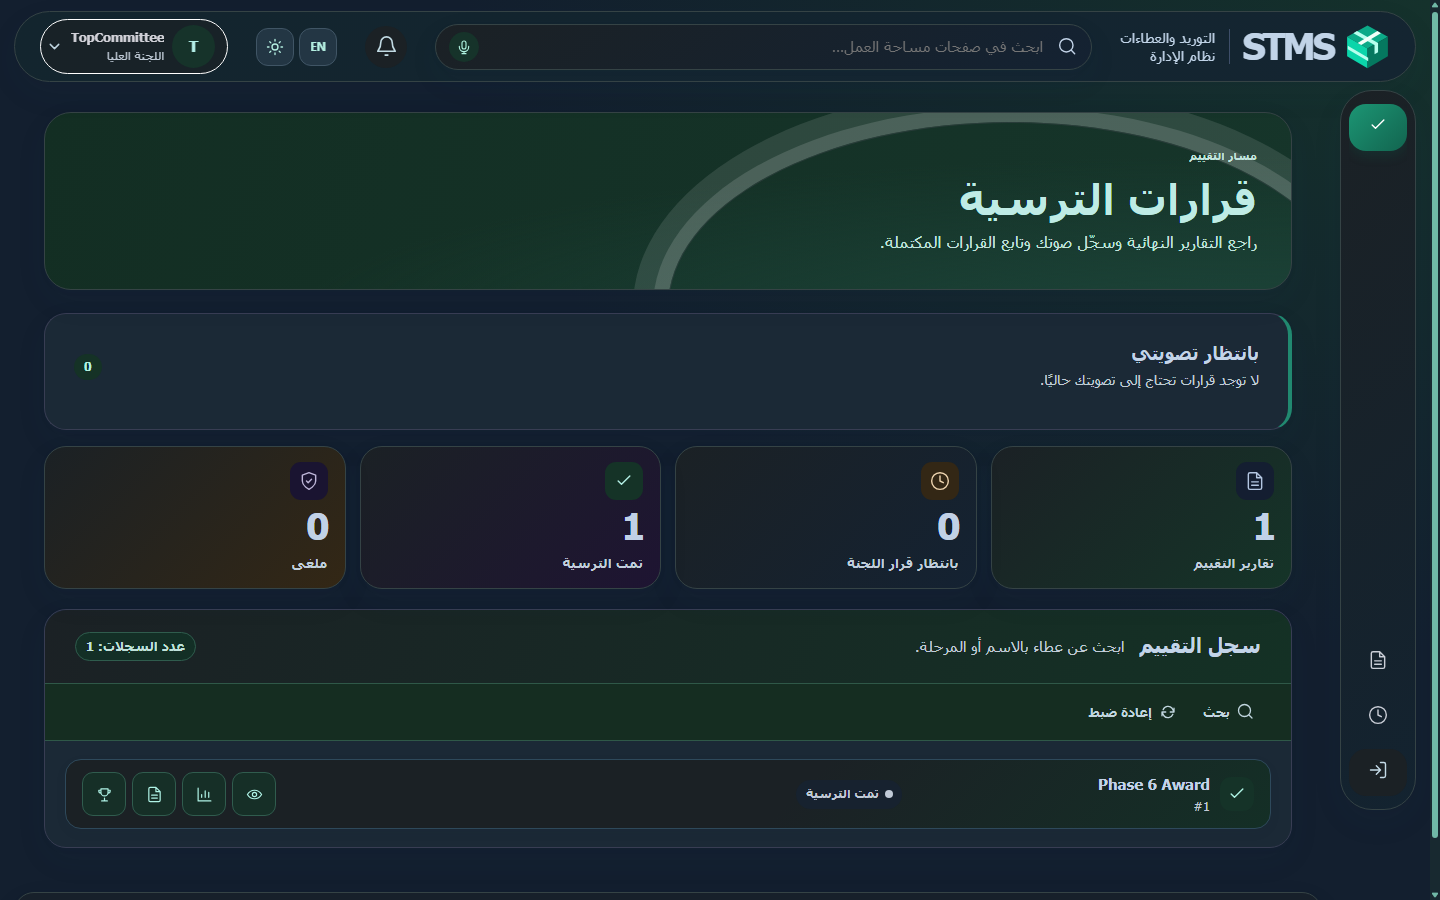 STMS
التوريد والعطاءات
نظام الإدارة
ابحث في صفحات مساحة العمل...
EN
T
TopCommittee
اللجنة العليا
مسار التقييم
قرارات الترسية
راجع التقارير النهائية وسجّل صوتك وتابع القرارات المكتملة.
بانتظار تصويتي
لا توجد قرارات تحتاج إلى تصويتك حاليًا.
0
1
تقارير التقييم
0
بانتظار قرار اللجنة
1
تمت الترسية
0
ملغى
سجل التقييم
ابحث عن عطاء بالاسم أو المرحلة.
عدد السجلات: 1
بحث
إعادة ضبط
Phase 6 Award
#1
تمت الترسية